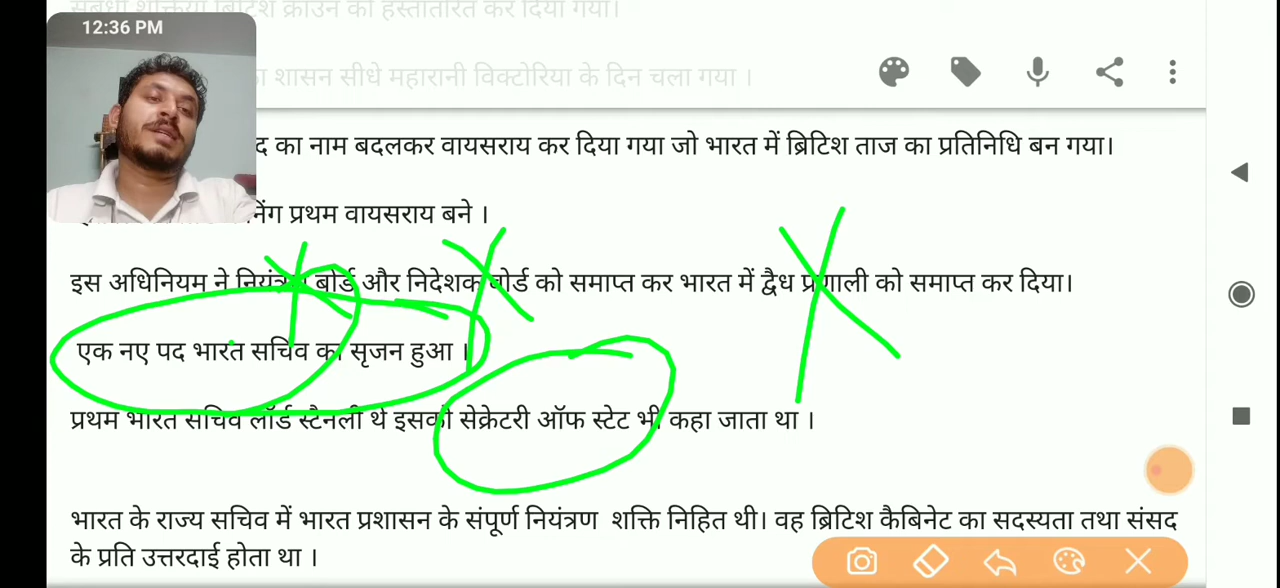 संबंधी शक्तियां ब्रिटिश क्राउन को हस्तांतरित कर दिया गया।
12:36 PM
शासन सीधे महारानी विक्टोरिया के दिन चला गया ।
का नाम बदलकर वायसराय कर दिया गया जो भारत में ब्रिटिश ताज का प्रतिनिधि बन गया।
प्रथम वायसराय बने ।
इस अधिनियम ने नियंत्रण बोर्ड और निदेशक बोर्ड को समाप्त कर भारत में द्वैध प्रणाली को समाप्त कर दिया।
एक नए पद भारत सचिव का सृजन हुआ ।
प्रथम भारत सचिव लॉर्ड स्टैनली थे इसको सेक्रेटरी ऑफ स्टेट भी कहा जाता था ।
भारत के राज्य सचिव में भारत प्रशासन के संपूर्ण नियंत्रण शक्ति निहित थी। वह ब्रिटिश कैबिनेट का सदस्यता तथा संसद
के प्रति उत्तरदाई होता था ।